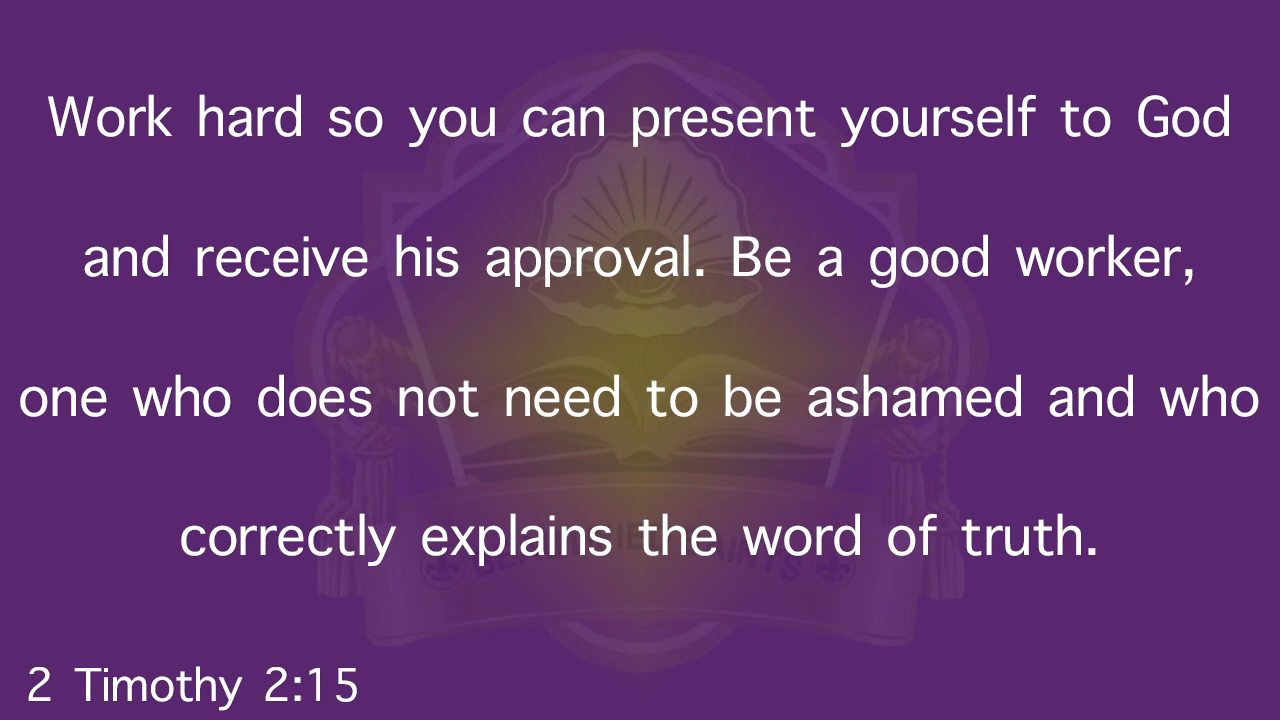 Work hard so you can present yourself to God
and receive his approval. Be a good worker,
one who does not need to be ashamed and who
correctly explains the word of truth.
2 Timothy 2:15